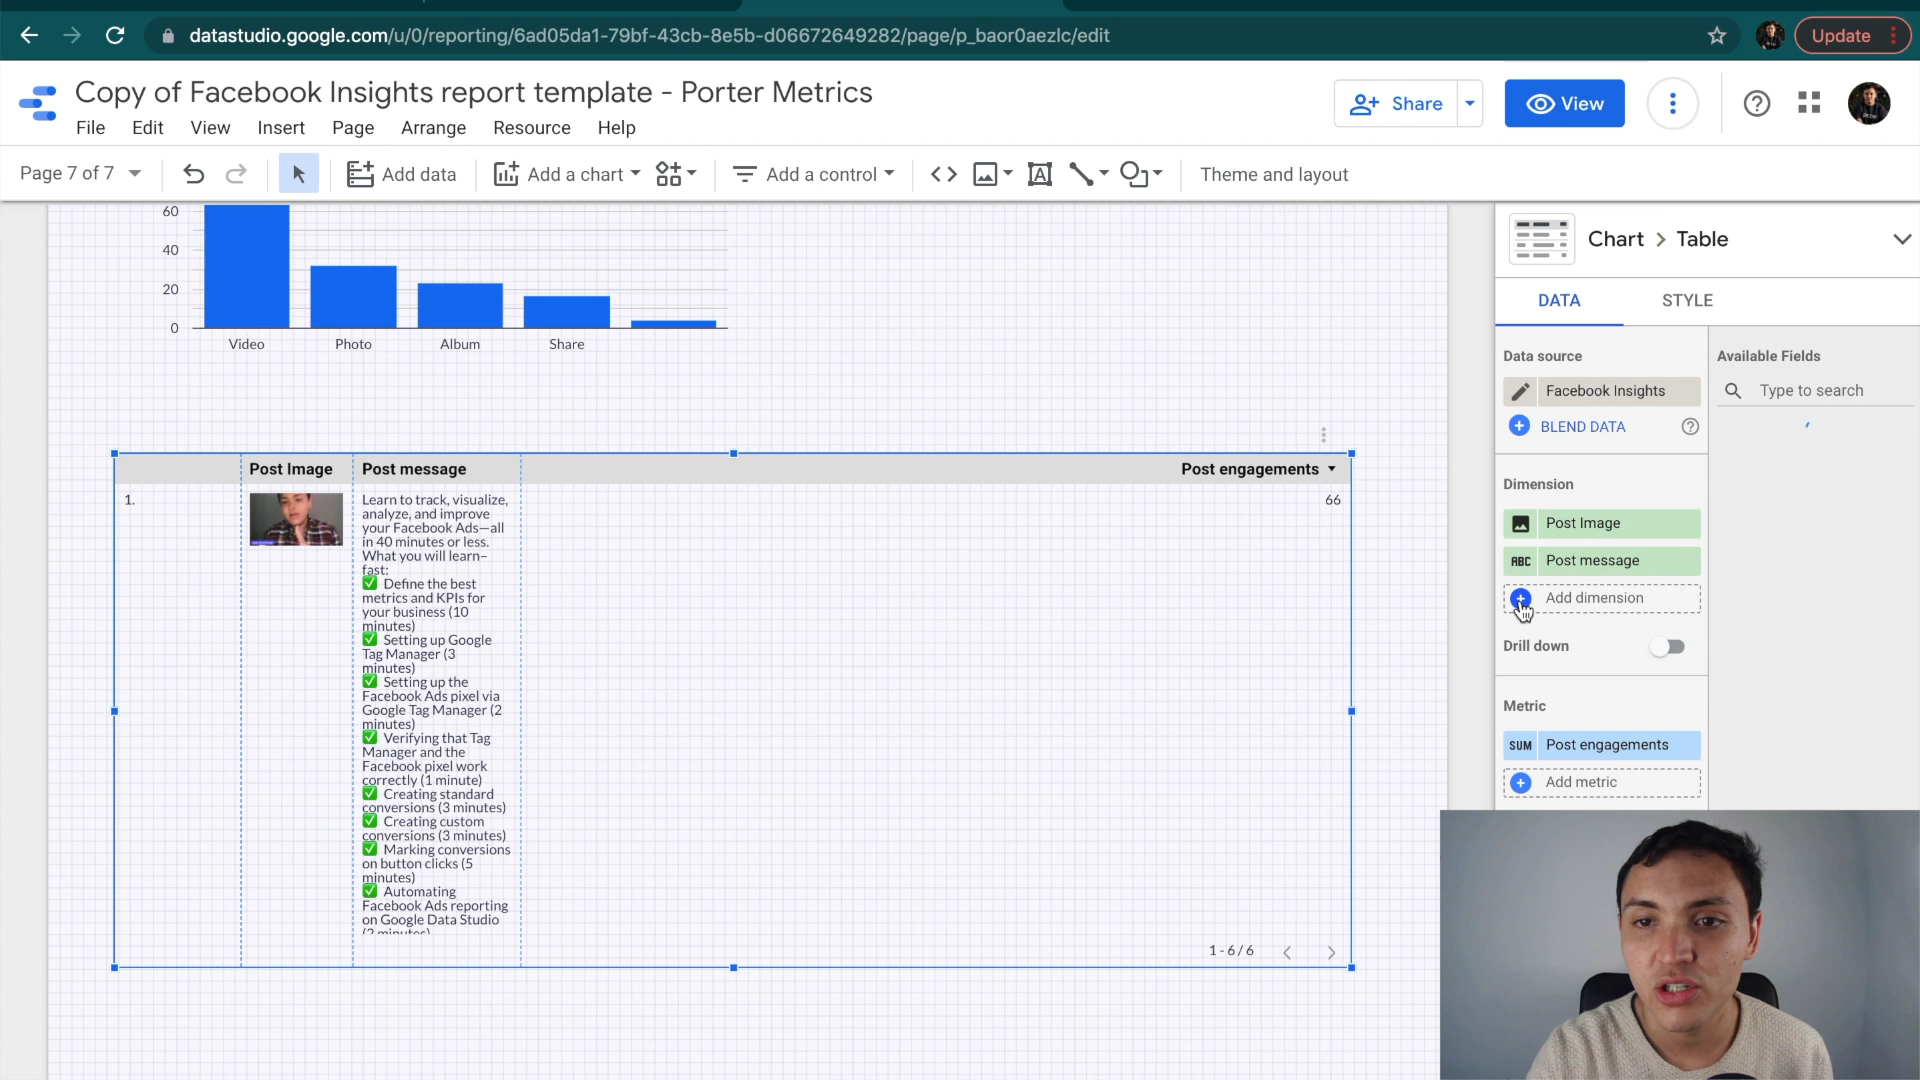 datastudio.google.com/u/0/reporting/6ad05da1-79bf-43cb-8e5b-d06672649282/page/p_baor0aezlc/edit
Update
Copy of Facebook Insights report template - Porter Metrics
Share
View
File Edit View Insert Page Arrange Resource Help
Page 7 of 7
Add data
Add a chart
Add a control
Theme and layout
60
40
20
0
Video Photo Album Share
Post Image Post message Post engagements
1.
66
Learn to track, visualize,
analyze, and improve
your Facebook Ads—all
in 40 minutes or less.
What you will learn–
fast:
✅ Define the best
metrics and KPIs for
your business (10
minutes)
✅ Setting up Google
Tag Manager (3
minutes)
✅ Setting up the
Facebook Ads pixel via
Google Tag Manager (2
minutes)
✅ Verifying that Tag
Manager and the
Facebook pixel work
correctly (1 minute)
✅ Creating standard
conversions (3 minutes)
✅ Creating custom
conversions (3 minutes)
✅ Marking conversions
on button clicks (5
minutes)
✅ Automating
Facebook Ads reporting
on Google Data Studio
(2 minutes)
1 - 6 / 6
Chart > Table
DATA STYLE
Data source
Facebook Insights
BLEND DATA
Dimension
Post Image
ABC Post message
Add dimension
Drill down
Metric
SUM Post engagements
Add metric
Available Fields
Type to search